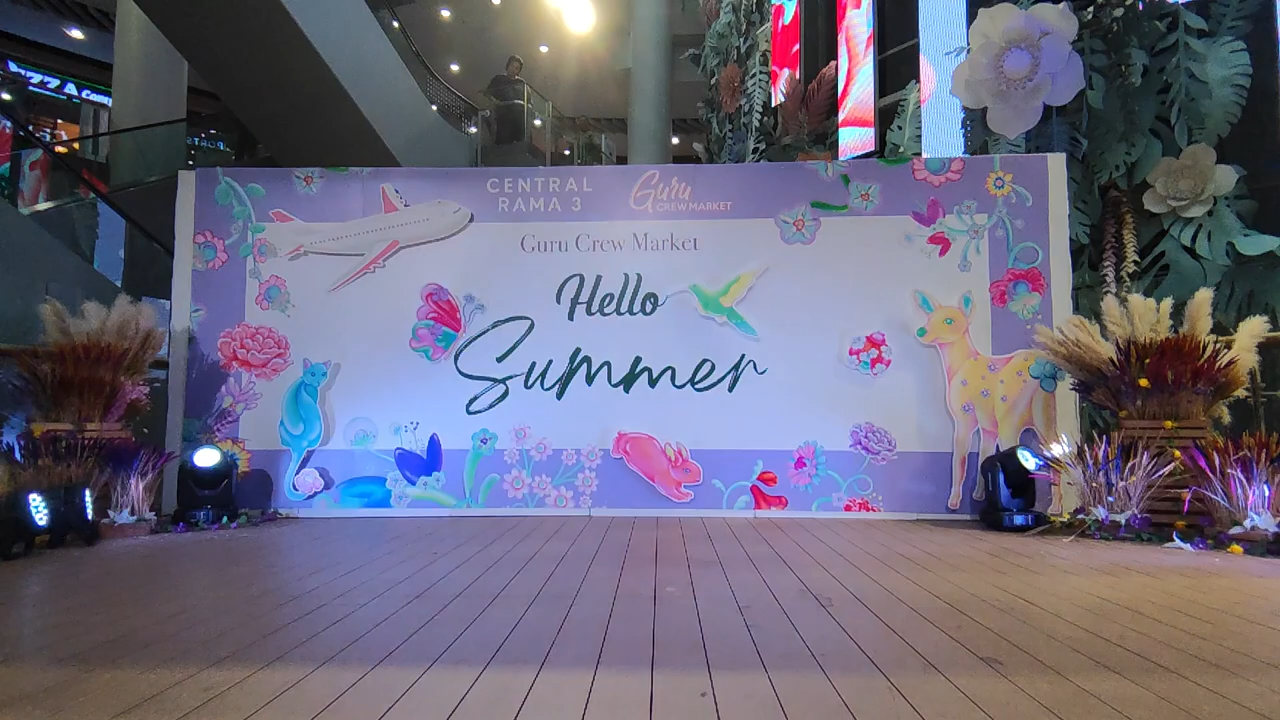 CENTRAL
RAMA 3
Guru
CREW MARKET
Guru Crew Market
Hello
Summer